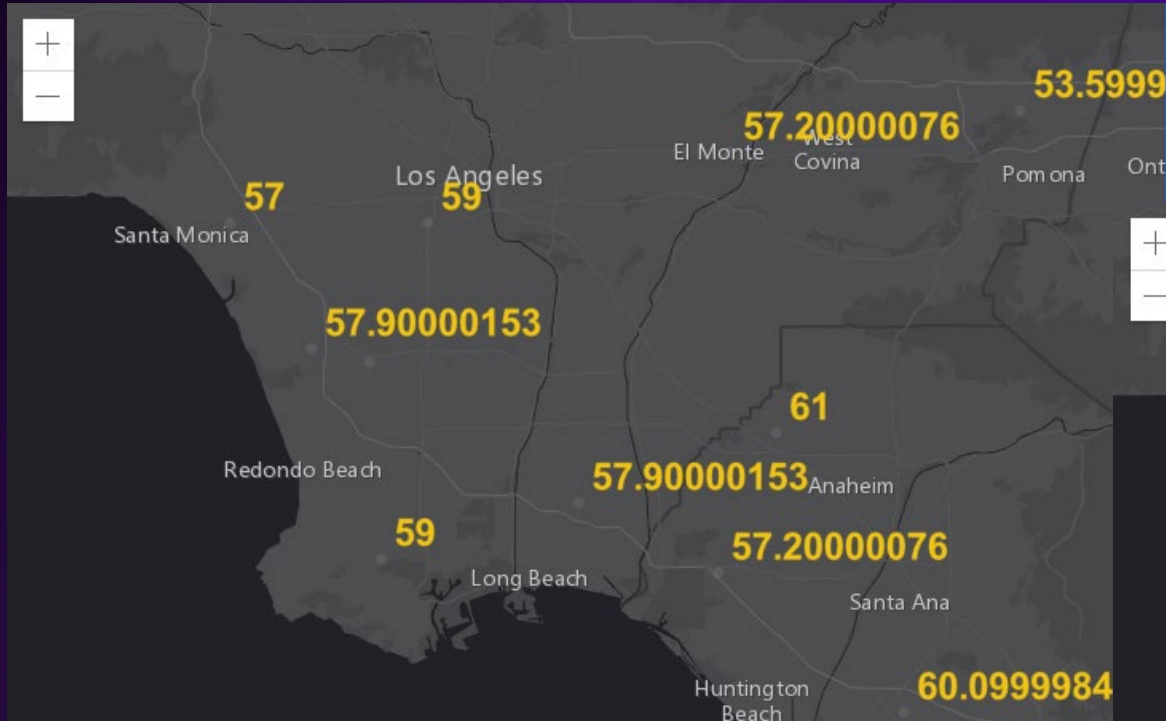 +
−
53.5999
57.20000076
El Monte
West
Covina
Pomona
Ont
Los Angeles
57
59
Santa Monica
+
−
57.90000153
61
Redondo Beach
57.90000153
Anaheim
59
57.20000076
Long Beach
Santa Ana
60.0999984
Huntington
Beach